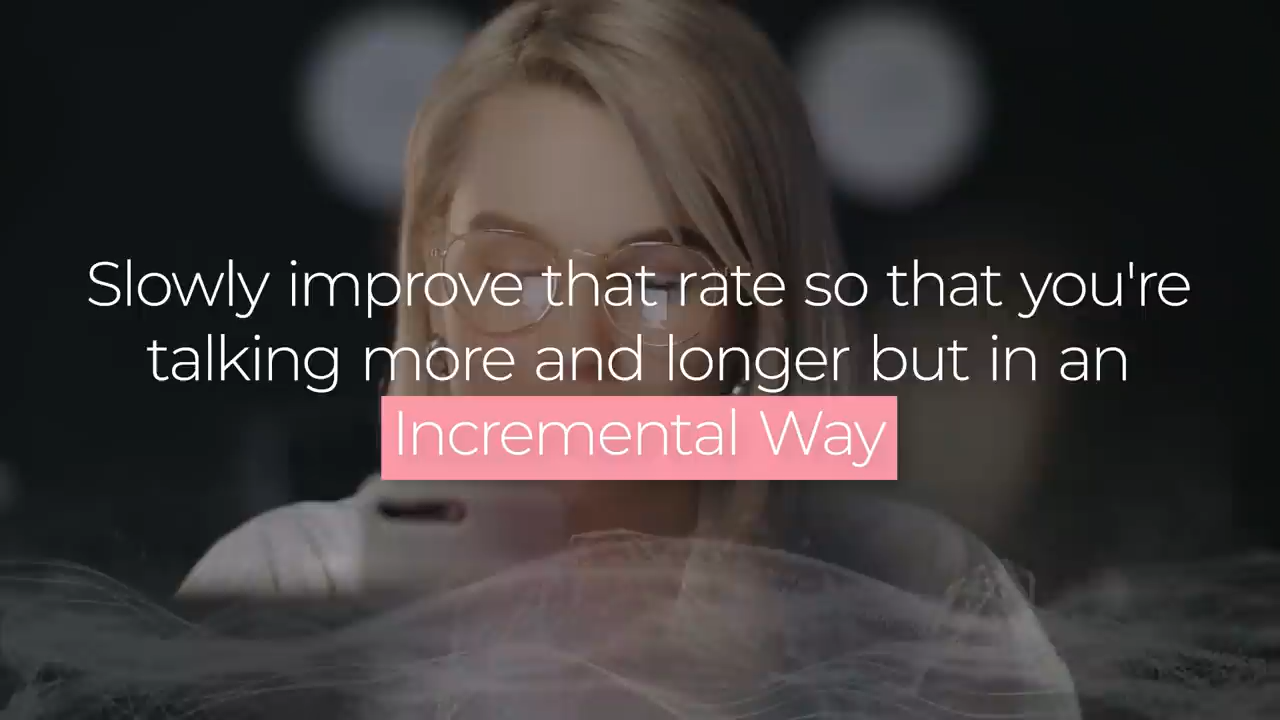 Slowly improve that rate so that you're
talking more and longer but in an
Incremental Way